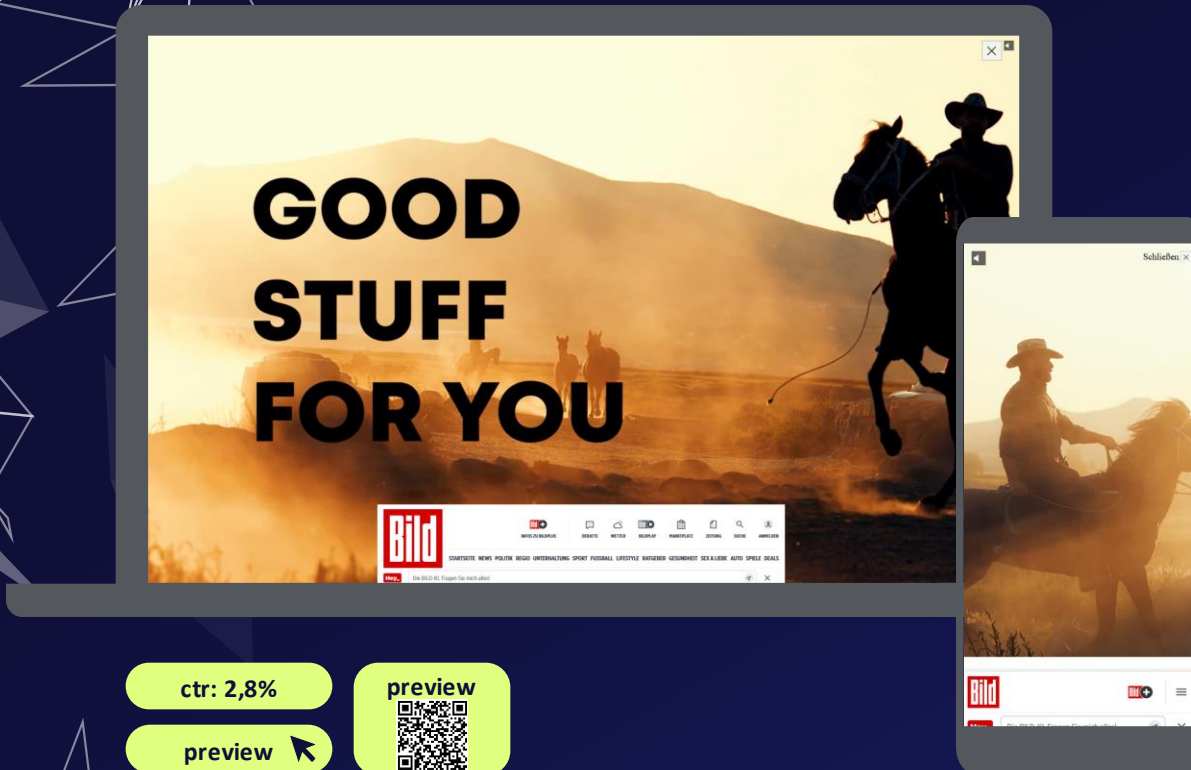 GOOD
STUFF
FOR YOU
Bild
Bild+
INFOS ZU BILDPLUS
DEBATTE
WETTER
BILDPLAY
MARKTPLATZ
ZEITUNG
SUCHE
ANMELDEN
STARTSEITE NEWS POLITIK REGIO UNTERHALTUNG SPORT FUSSBALL LIFESTYLE RATGEBER GESUNDHEIT SEX & LIEBE AUTO SPIELE DEALS
Hey_ Die BILD-KI. Fragen Sie mich alles!
Schließen
Bild
Bild+
ctr: 2,8%
preview
preview